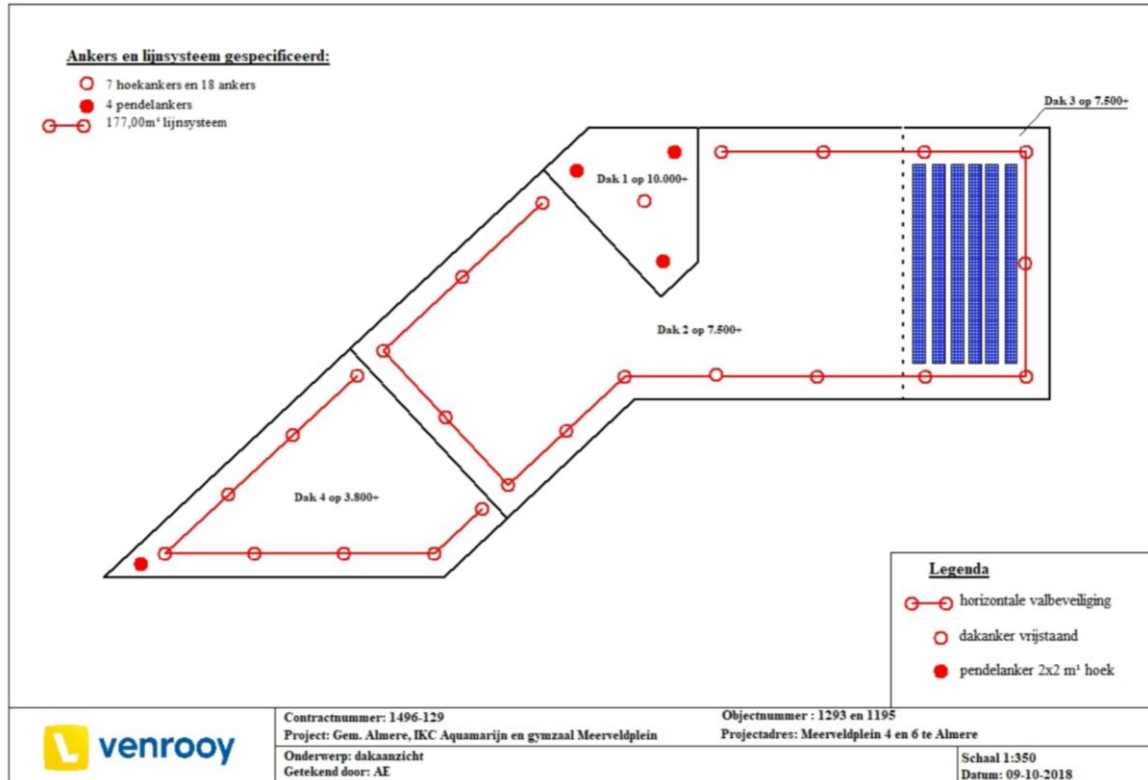 Ankers en lijnsysteem gespecificeerd:
7 hoekankers en 18 ankers
4 pendelankers
177,00m¹ lijnsysteem
Dak 3 op 7.500+
Dak 1 op 10.000+
Dak 2 op 7.500+
Dak 4 op 3.800+
Legenda
horizontale valbeveiliging
dakanker vrijstaand
pendelanker 2x2 m¹ hoek
venrooy
Contractnummer: 1496-129
Project: Gem. Almere, IKC Aquamarijn en gymzaal Meerveldplein
Objectnummer : 1293 en 1195
Projectadres: Meerveldplein 4 en 6 te Almere
Onderwerp: dakaanzicht
Getekend door: AE
Schaal 1:350
Datum: 09-10-2018